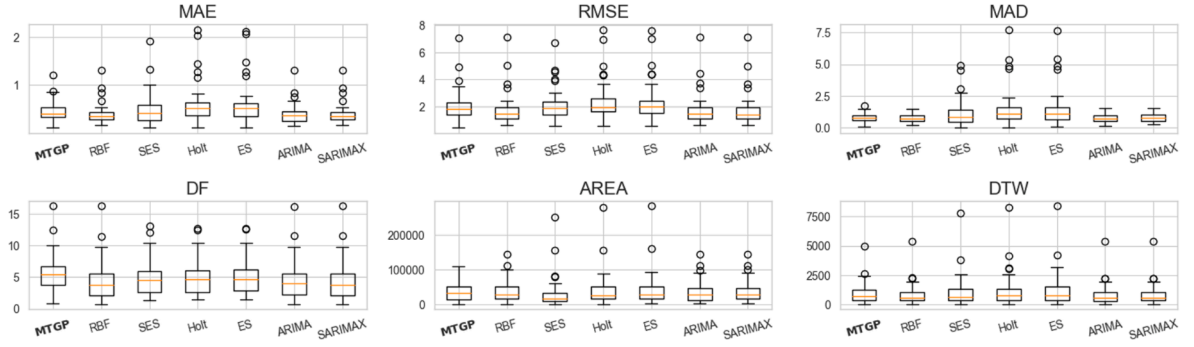 MAE
RMSE
MAD
2
1
8
6
4
2
7.5
5.0
2.5
0.0
MTGP RBF SES Holt ES ARIMA SARIMAX
MTGP RBF SES Holt ES ARIMA SARIMAX
MTGP RBF SES Holt ES ARIMA SARIMAX
DF
AREA
DTW
15
10
5
0
200000
100000
0
7500
5000
2500
0
MTGP RBF SES Holt ES ARIMA SARIMAX
MTGP RBF SES Holt ES ARIMA SARIMAX
MTGP RBF SES Holt ES ARIMA SARIMAX